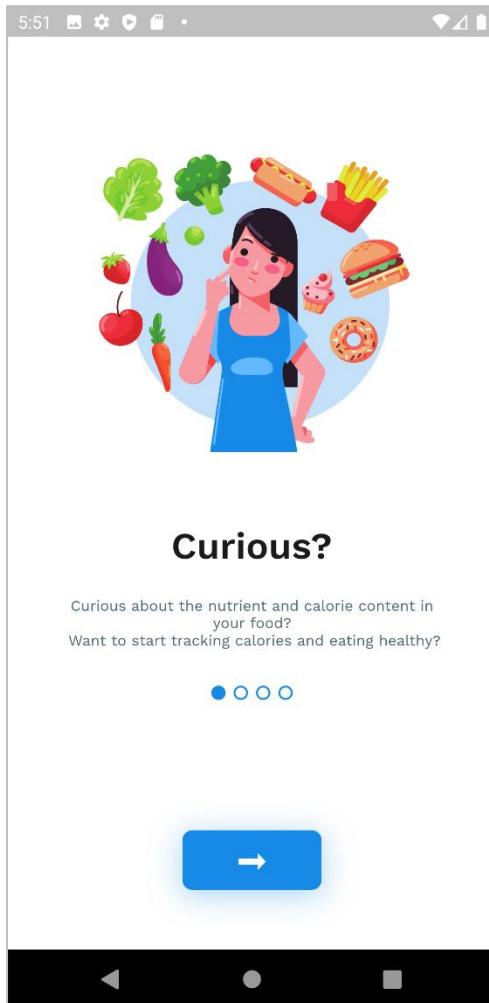 5:51
Curious?
Curious about the nutrient and calorie content in
your food?
Want to start tracking calories and eating healthy?